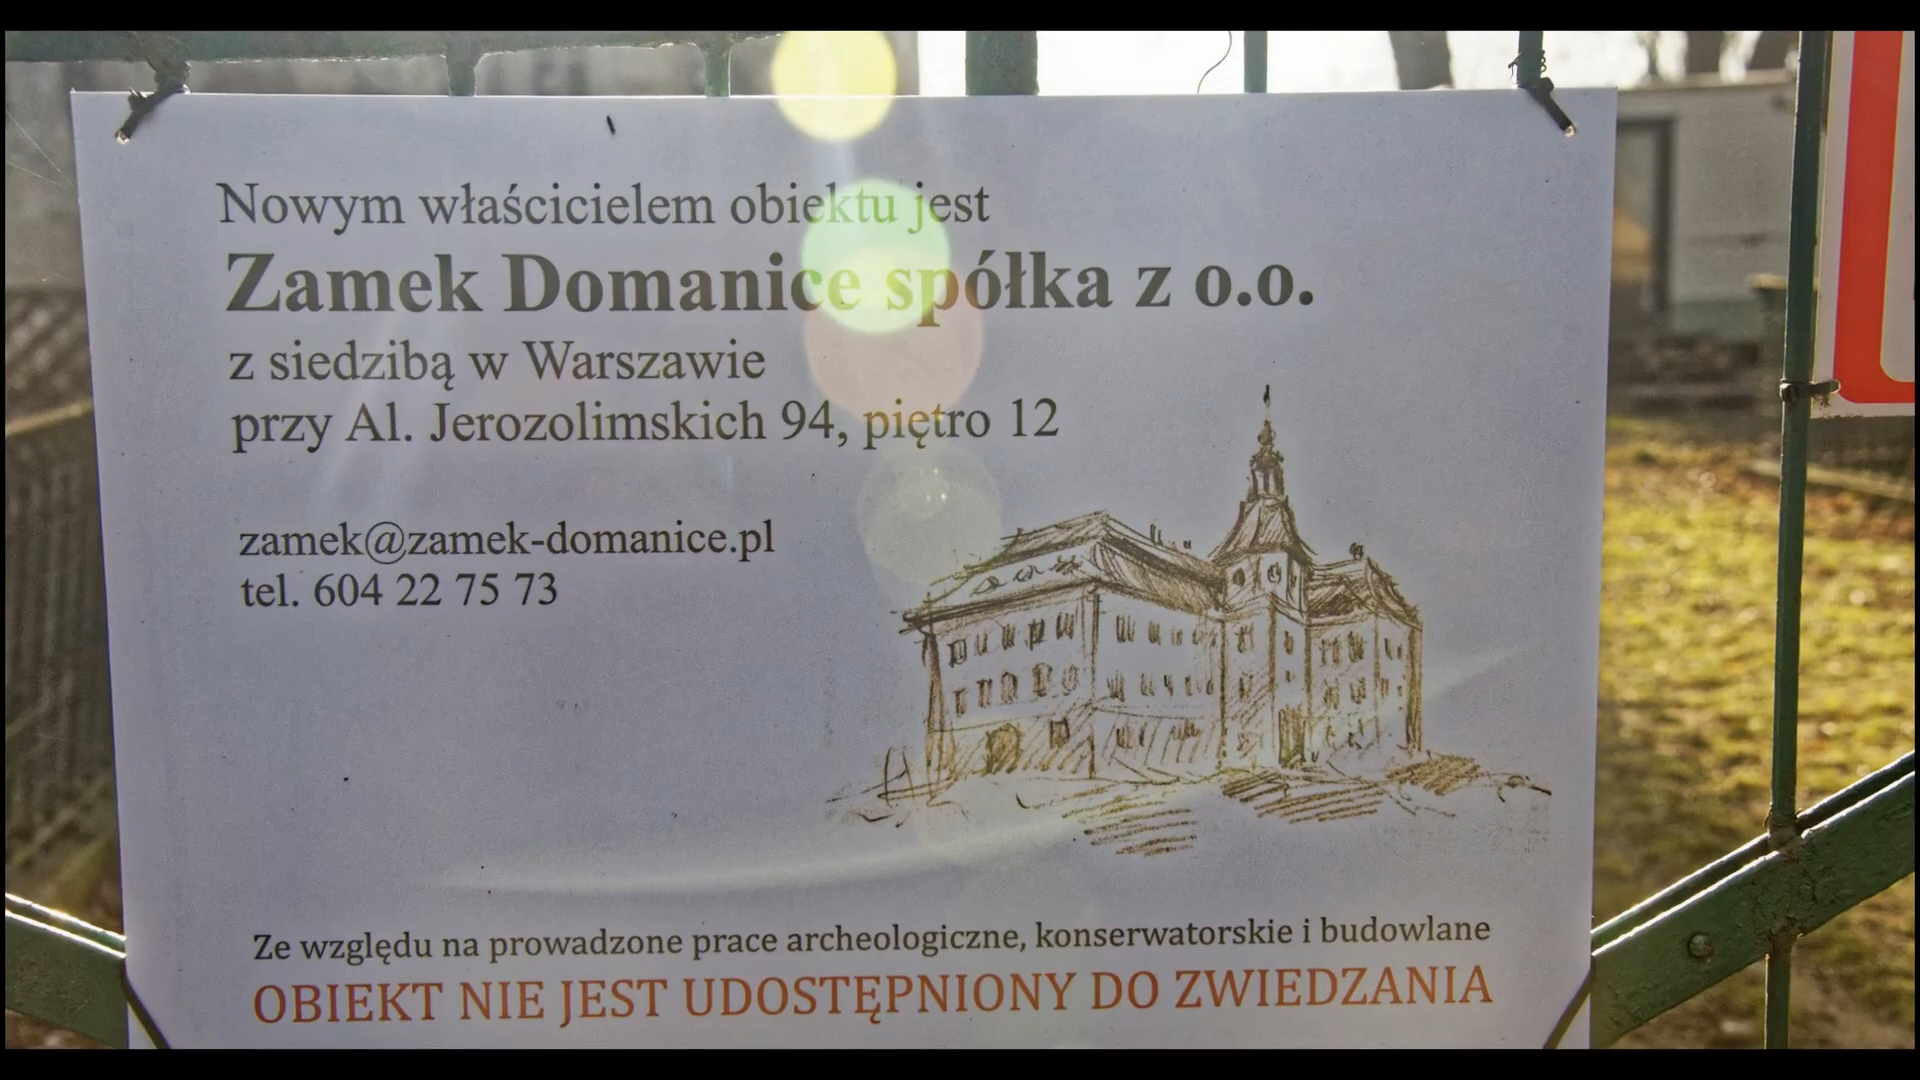 Nowym właścicielem obiektu jest
Zamek Domanice spółka z o.o.
z siedzibą w Warszawie
przy Al. Jerozolimskich 94, piętro 12
zamek@zamek-domanice.pl
tel. 604 22 75 73
Ze względu na prowadzone prace archeologiczne, konserwatorskie i budowlane
OBIEKT NIE JEST UDOSTĘPNIONY DO ZWIEDZANIA